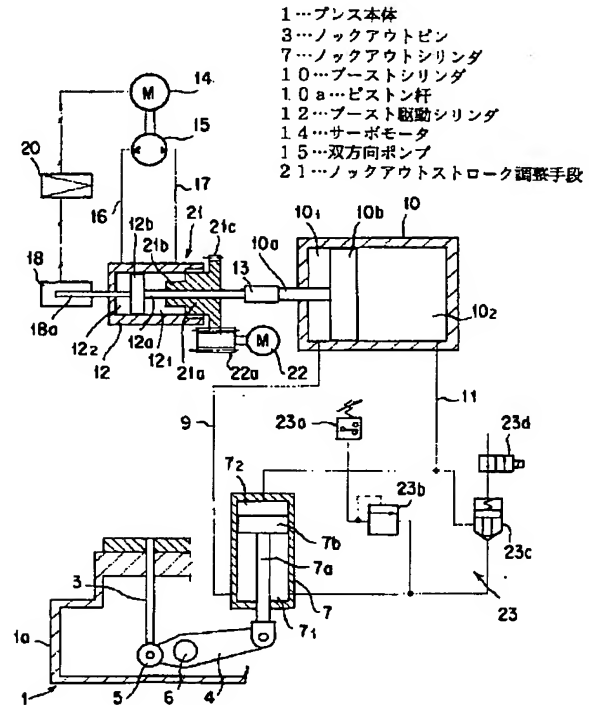 1…プレス本体
3…ノックアウトピン
7…ノックアウトシリンダ
10…ブーストシリンダ
10a…ピストン杆
12…ブースト駆動シリンダ
14…サーボモータ
15…双方向ポンプ
21…ノックアウトストローク調整手段
14
M
15
20
16
17
21
12b
21b
21c
10a
10₁
10b
10
18
13
10₂
18a
12₂
12a
12₁
12
21a
22a
M
22
9
11
23a
23d
7₂
23b
7b
23c
7a
3
7
23
7₁
1a
1
5
6
4